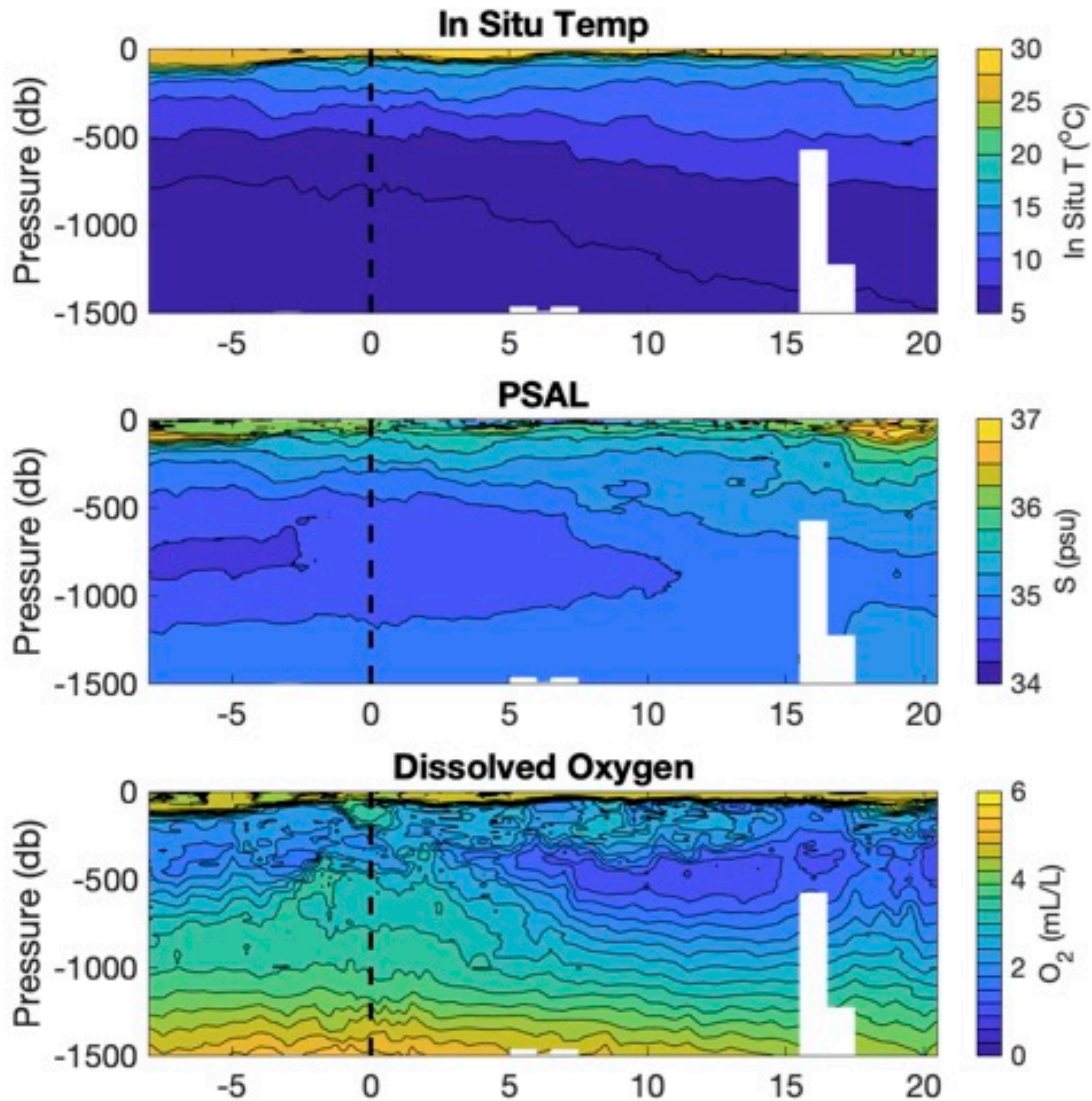 In Situ Temp
Pressure (db)
0
-500
-1000
-1500
-5 0 5 10 15 20
30
25
20
15
10
5
In Situ T (°C)
PSAL
Pressure (db)
0
-500
-1000
-1500
-5 0 5 10 15 20
37
36
35
34
S (psu)
Dissolved Oxygen
Pressure (db)
0
-500
-1000
-1500
-5 0 5 10 15 20
6
4
2
0
O₂ (mL/L)